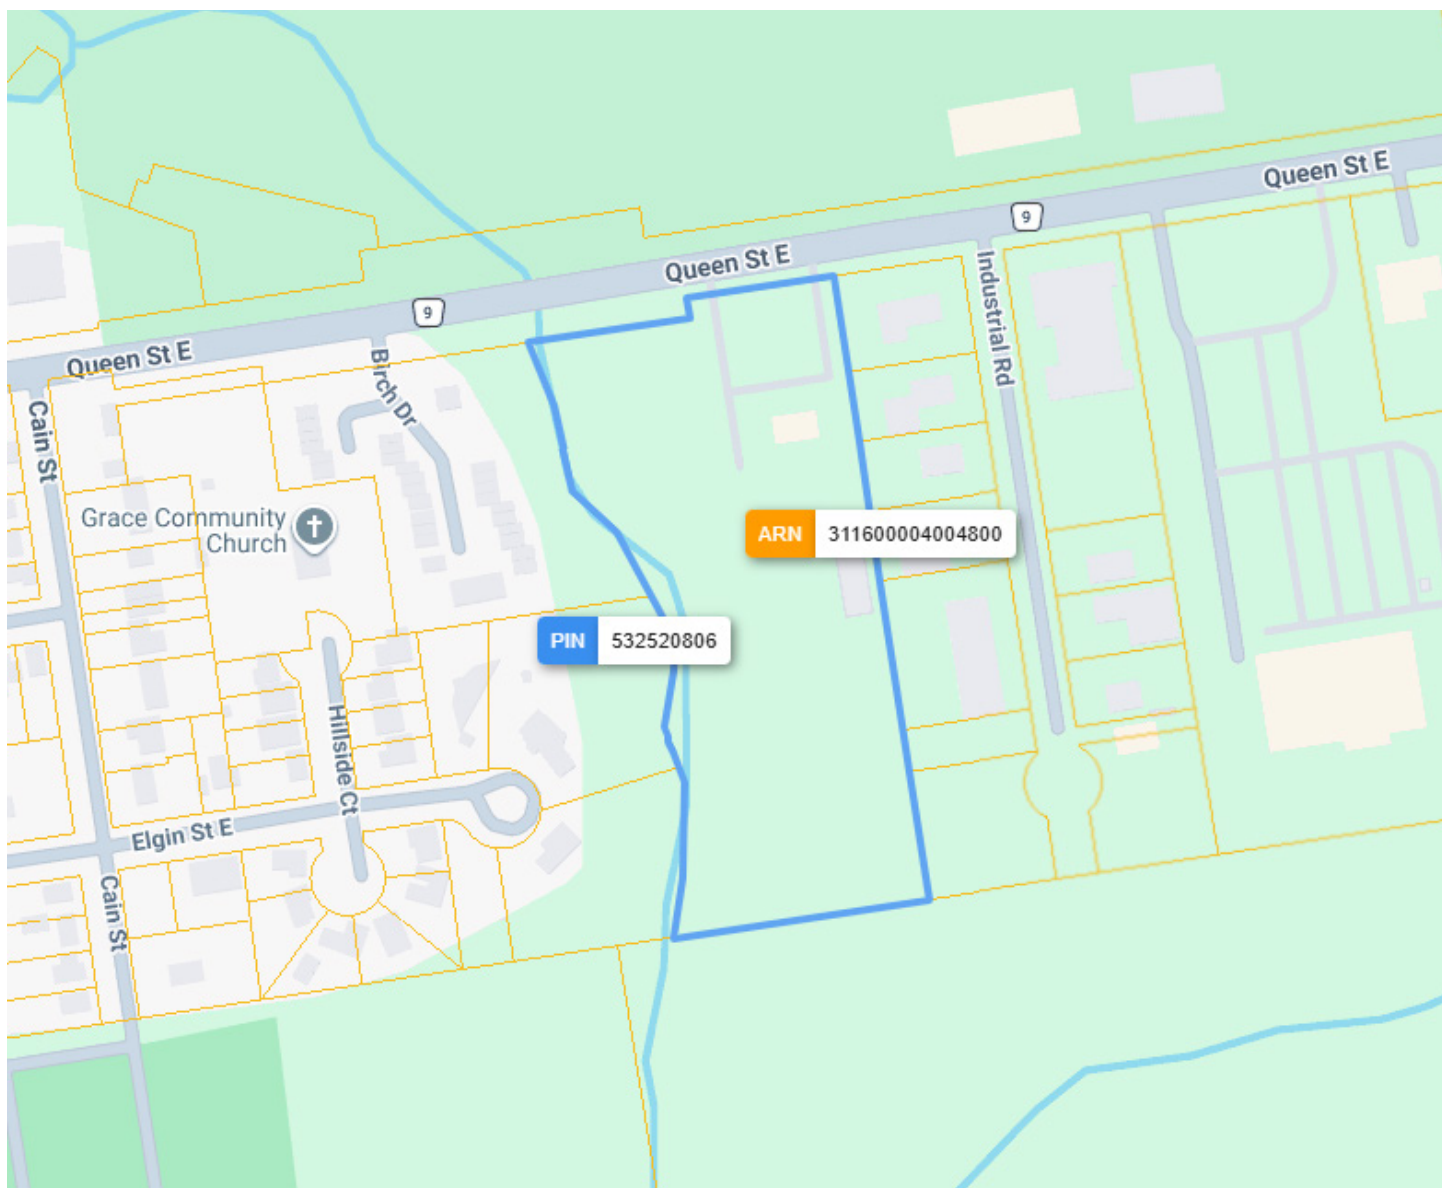 Queen St E
9
Queen St E
9
Queen St E
Industrial Rd
Birch Dr
Cain St
Grace Community
Church
ARN 311600004004800
PIN 532520806
Hillside Ct
Elgin St E
Cain St